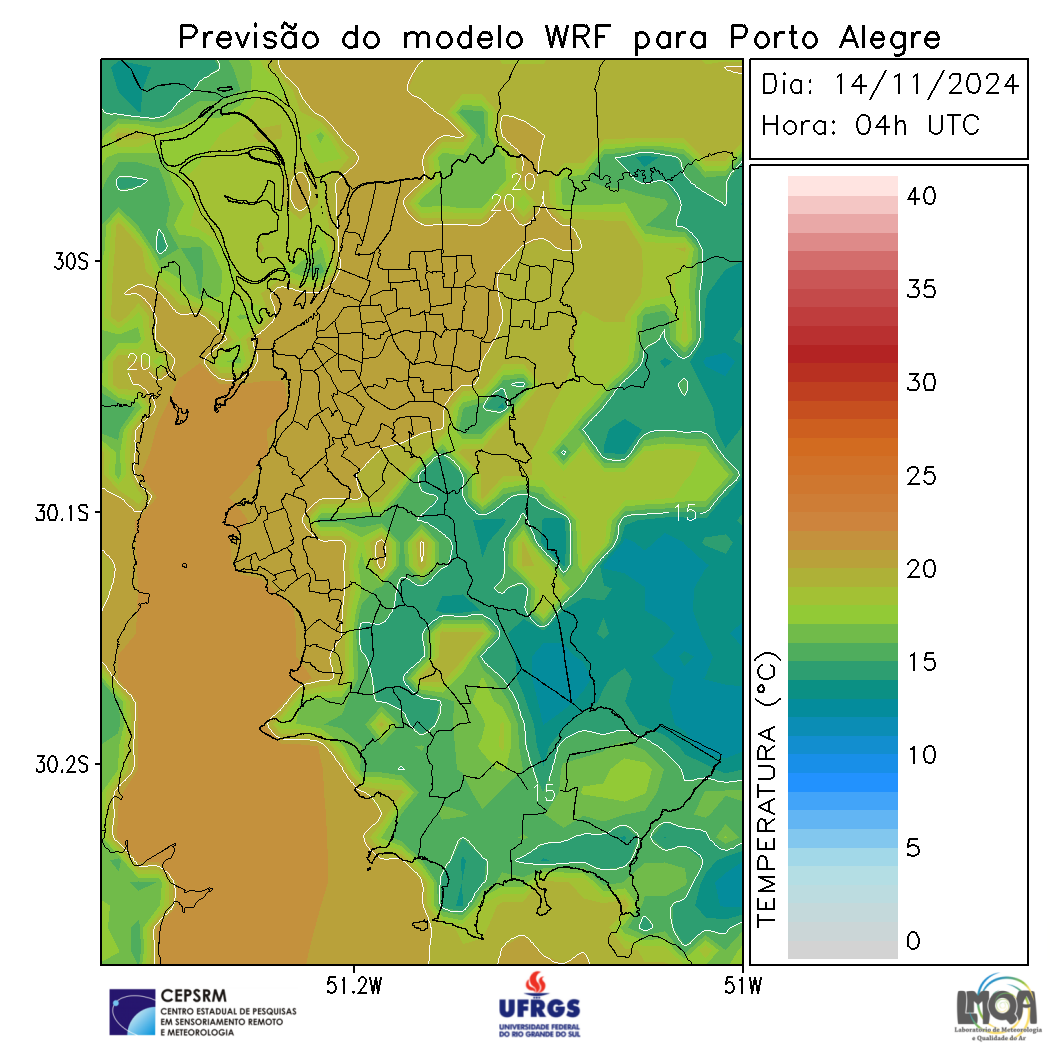 Previsão do modelo WRF para Porto Alegre
Dia: 14/11/2024
Hora: 04h UTC
30S
30.1S
30.2S
51.2W
51W
20
20
20
15
15
TEMPERATURA (°C)
40
35
30
25
20
15
10
5
0
CEPSRM
CENTRO ESTADUAL DE PESQUISAS
EM SENSORIAMENTO REMOTO
E METEOROLOGIA
UFRGS
UNIVERSIDADE FEDERAL
DO RIO GRANDE DO SUL
LMQA
Laboratório de Meteorologia
e Qualidade do Ar